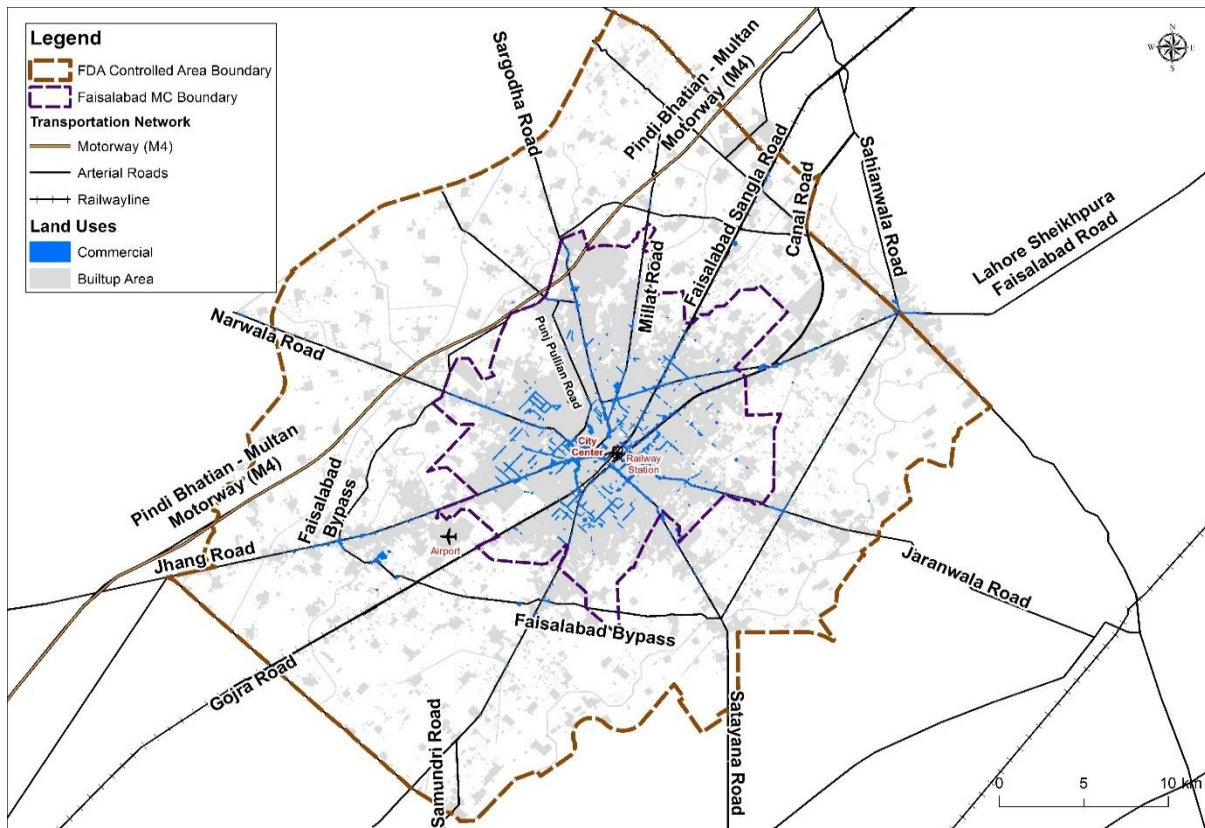 Legend
FDA Controlled Area Boundary
Faisalabad MC Boundary
Transportation Network
Motorway (M4)
Arterial Roads
Railwayline
Land Uses
Commercial
Builtup Area
N
W
E
S
Sargodha Road
Pindi Bhatian - Multan
Motorway (M4)
Millat Road
Faisalabad Sangla Road
Canal Road
Sahianwala Road
Lahore Sheikhpura
Faisalabad Road
Narwala Road
Punj Pullian Road
City
Center
Railway
Station
Pindi Bhatian - Multan
Motorway (M4)
Faisalabad
Bypass
Airport
Jhang Road
Jaranwala Road
Faisalabad Bypass
Gojra Road
Samundri Road
Satayana Road
0 5 10 km